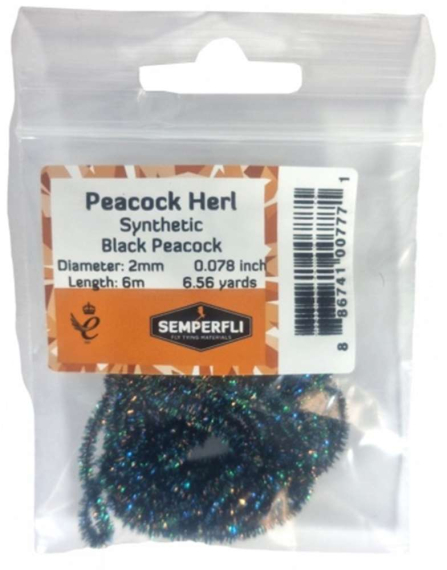 Peacock Herl
Synthetic
Black Peacock
Diameter: 2mm 0.078 inch
Length: 6m 6.56 yards
SEMPERFLI
FLY TYING MATERIALS
8 86741 00777 1